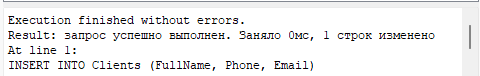 Execution finished without errors.
Result: запрос успешно выполнен. Заняло 0мс, 1 строк изменено
At line 1:
INSERT INTO Clients (FullName, Phone, Email)